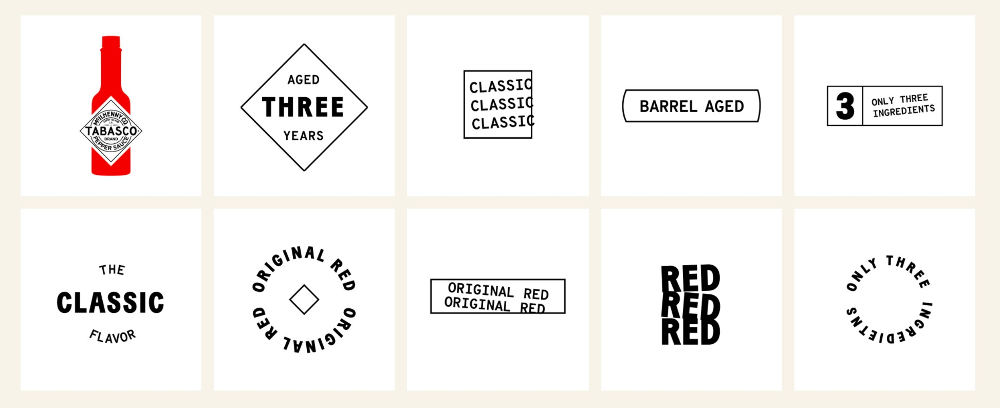 McILHENNY CO.
AVERY ISLAND
LA.
TABASCO®
BRAND
PEPPER SAUCE
AGED
THREE
YEARS
CLASSIC
CLASSIC
CLASSIC
BARREL AGED
3
ONLY THREE
INGREDIENTS
THE
CLASSIC
FLAVOR
ORIGINAL RED
ORIGINAL RED
ORIGINAL RED
ORIGINAL RED
RED
RED
RED
ONLY THREE INGREDIETNS